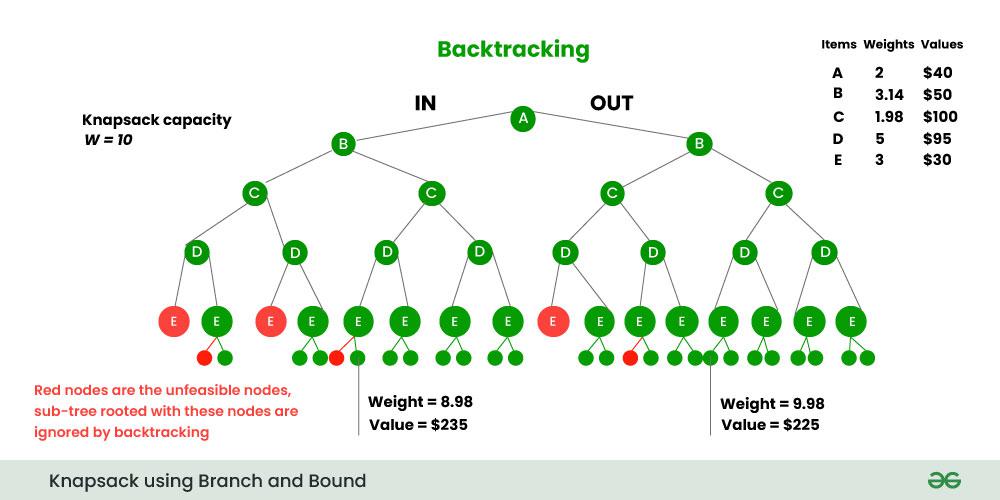 Backtracking
Items Weights Values
A 2 $40
B 3.14 $50
C 1.98 $100
D 5 $95
E 3 $30
Knapsack capacity
W = 10
IN OUT
A
B B
C C C C
D D D D D D D D
E E E E E E E E E E E E E E E E
Weight = 8.98
Value = $235
Weight = 9.98
Value = $225
Red nodes are the unfeasible nodes,
sub-tree rooted with these nodes are
ignored by backtracking
Knapsack using Branch and Bound